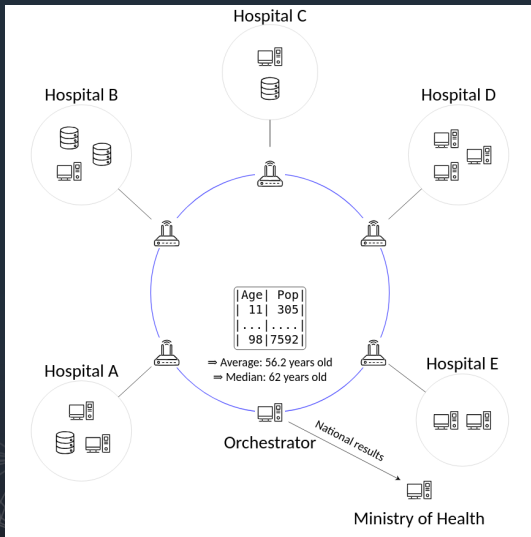 Hospital C
Hospital B
Hospital D
|Age| Pop|
| 11| 305|
|...|....|
| 98|7592|
⇒ Average: 56.2 years old
⇒ Median: 62 years old
Hospital A
Hospital E
Orchestrator
National results
Ministry of Health